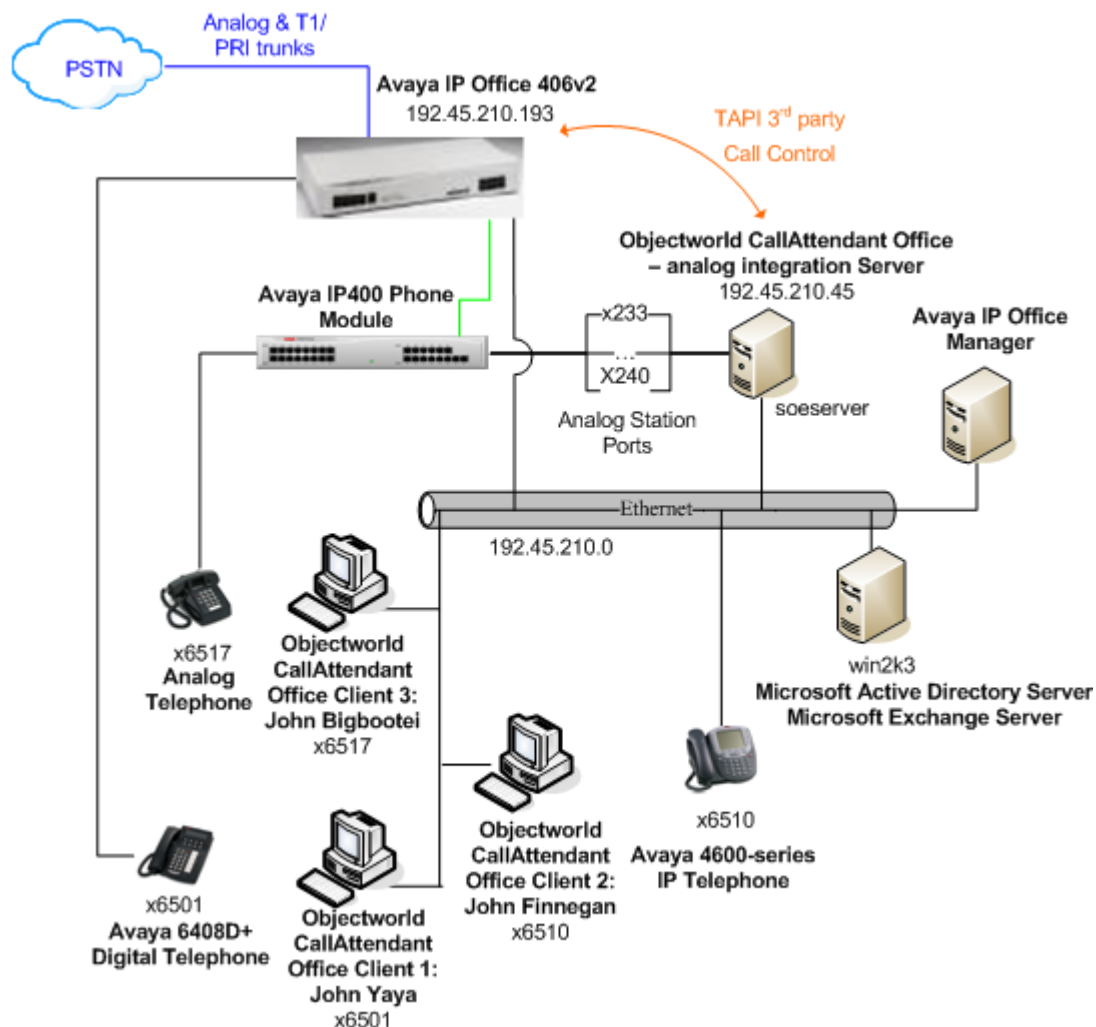 Analog & T1/
PRI trunks
PSTN
Avaya IP Office 406v2
192.45.210.193
TAPI 3rd party
Call Control
Objectworld CallAttendant Office
– analog integration Server
192.45.210.45
Avaya IP400 Phone
Module
x233
...
X240
Analog Station
Ports
soeserver
Avaya IP Office
Manager
Ethernet
192.45.210.0
x6517
Analog
Telephone
Objectworld
CallAttendant
Office Client 3:
John Bigbootei
x6517
win2k3
Microsoft Active Directory Server
Microsoft Exchange Server
Objectworld
CallAttendant
Office Client 2:
John Finnegan
x6510
x6510
Avaya 4600-series
IP Telephone
x6501
Avaya 6408D+
Digital Telephone
Objectworld
CallAttendant
Office Client 1:
John Yaya
x6501